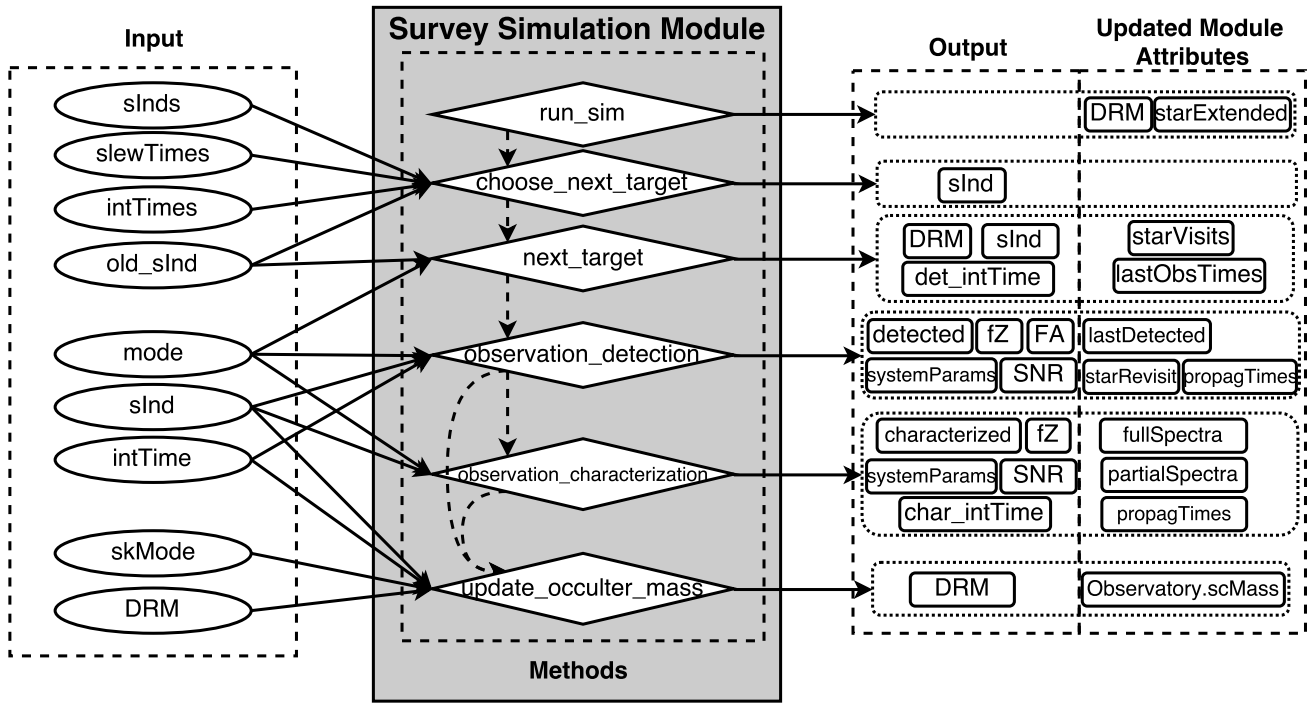 Survey Simulation Module
Input
sInds
slewTimes
intTimes
old_sInd
mode
sInd
intTime
skMode
DRM
run_sim
choose_next_target
next_target
observation_detection
observation_characterization
update_occulter_mass
Methods
Output
Updated Module
Attributes
DRM starExtended
sInd
DRM sInd starVisits
det_intTime lastObsTimes
detected fZ FA lastDetected
systemParams SNR starRevisit propagTimes
characterized fZ fullSpectra
systemParams SNR partialSpectra
char_intTime propagTimes
DRM Observatory.scMass